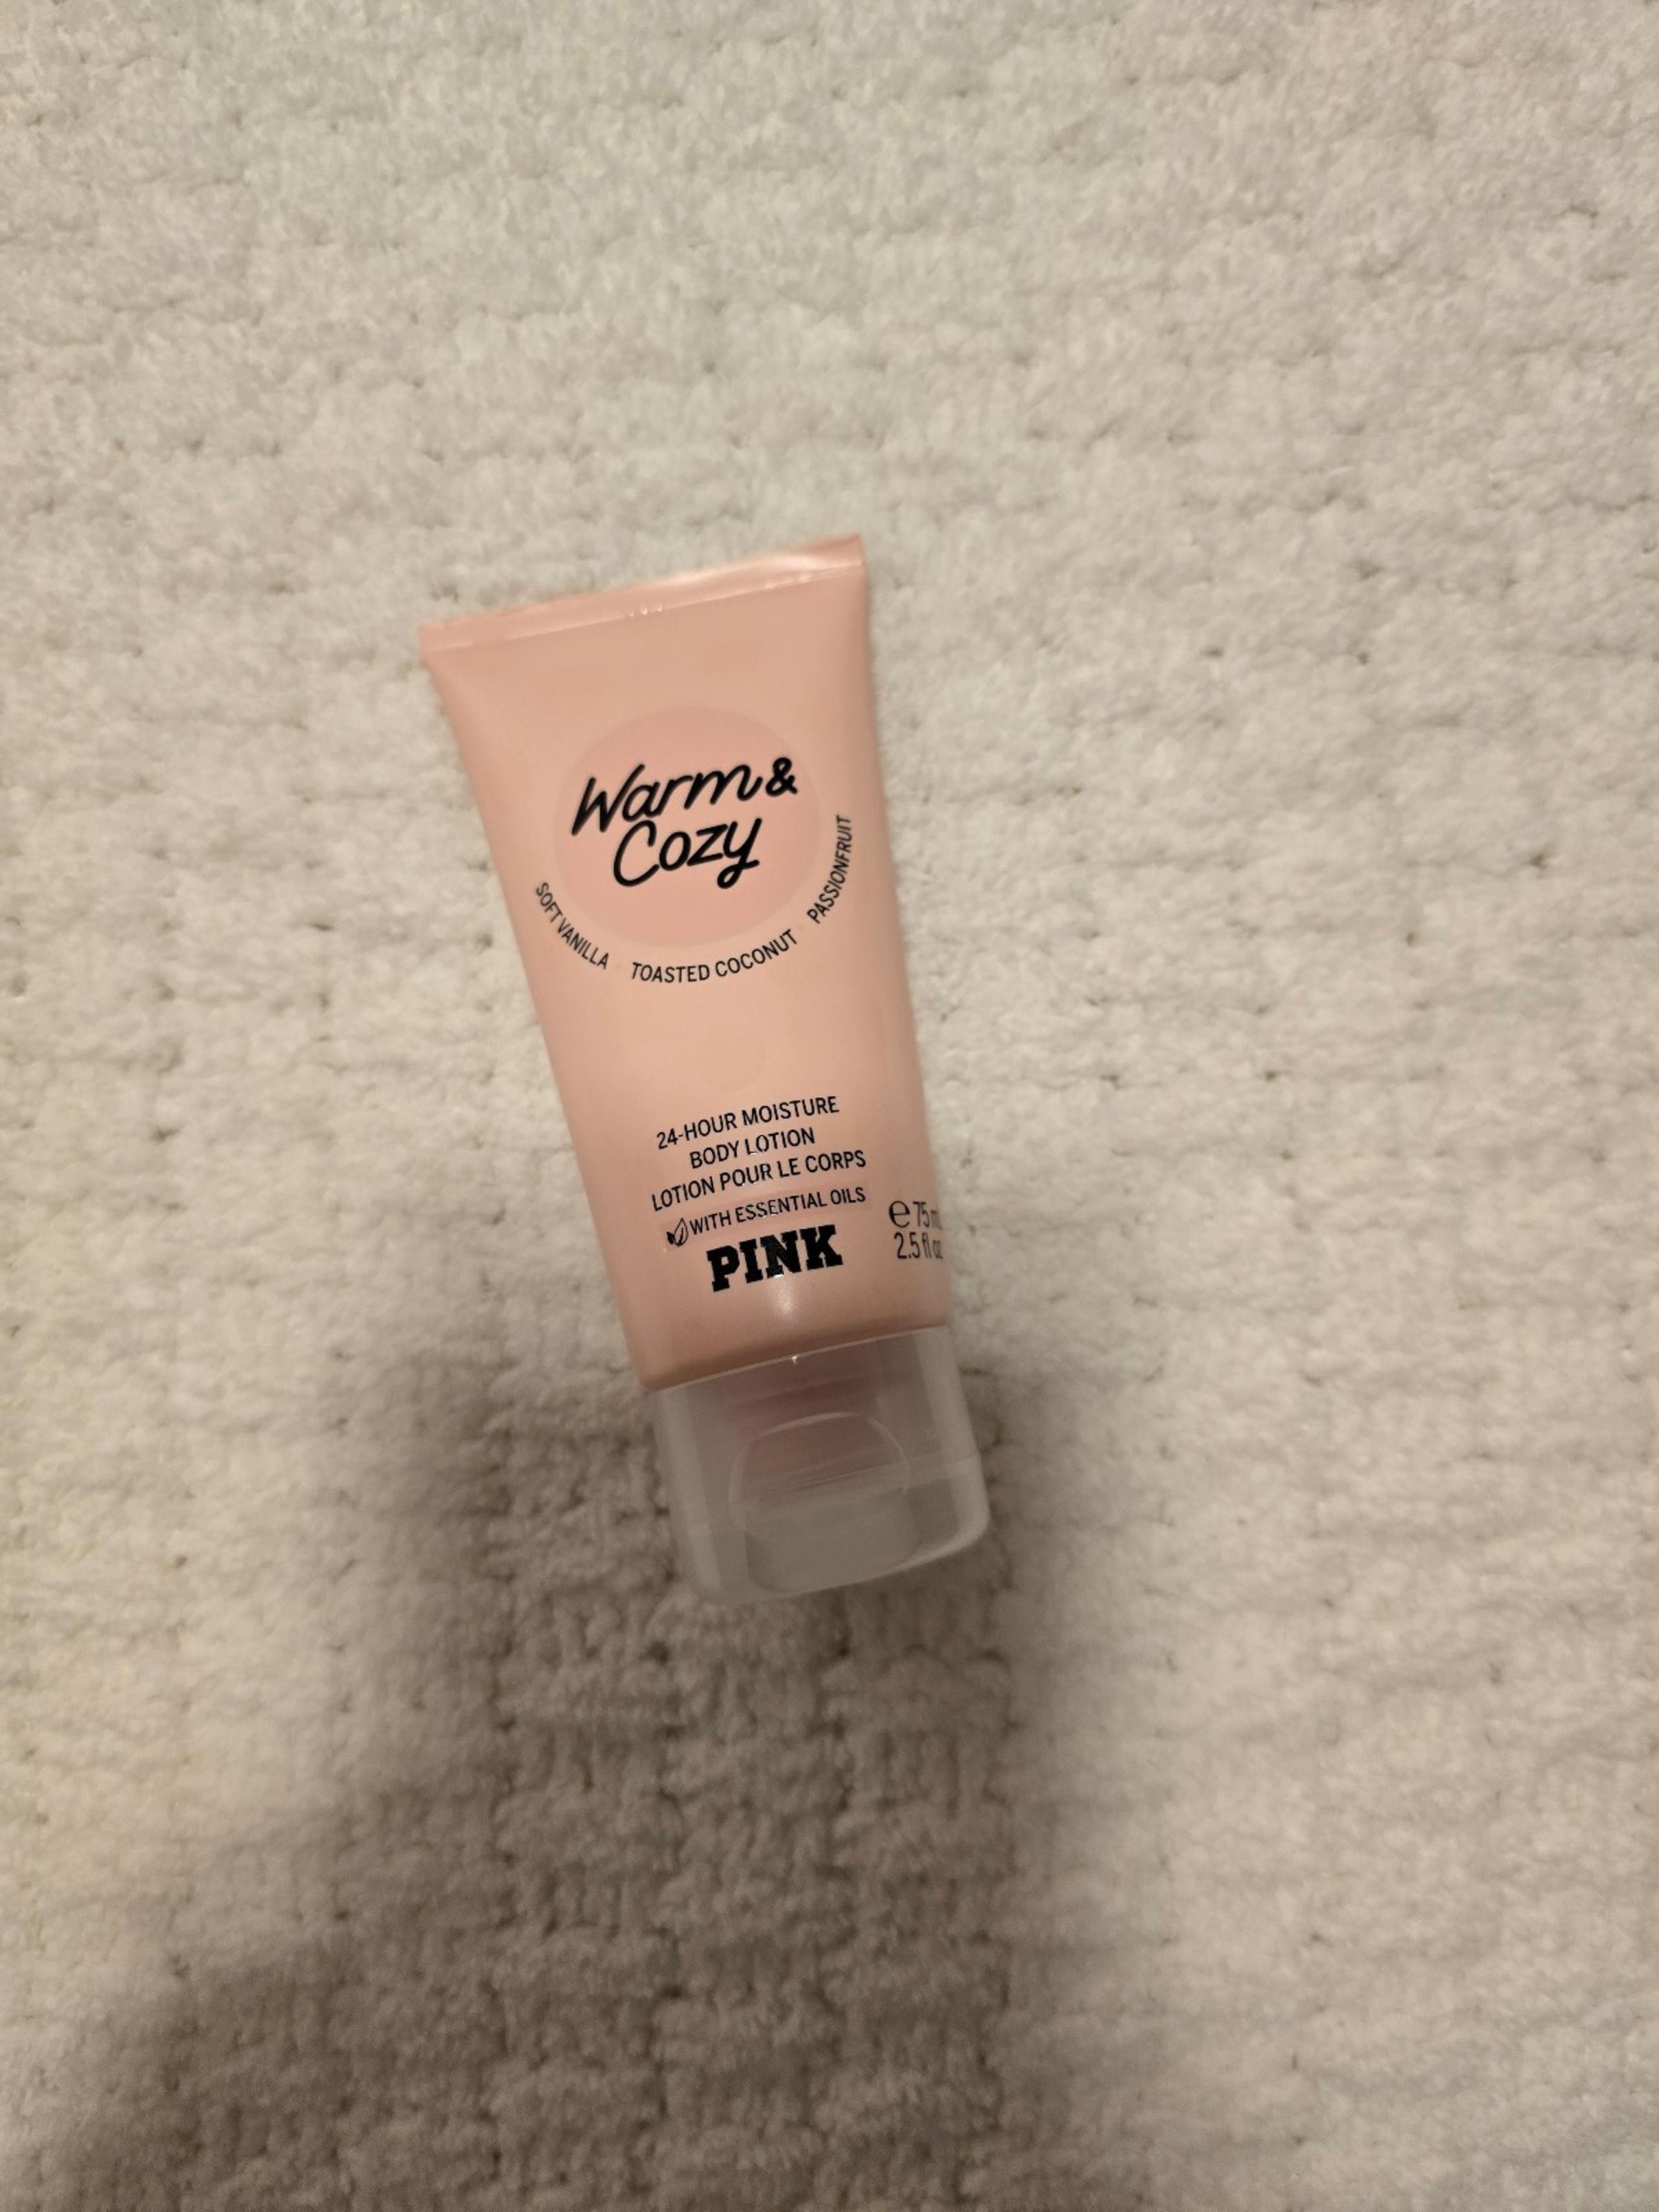 Warm &
Cozy
SOFT VANILLA TOASTED COCONUT PASSIONFRUIT
24-HOUR MOISTURE
BODY LOTION
LOTION POUR LE CORPS
WITH ESSENTIAL OILS
PINK
℮ 75 m
2.5 fl oz